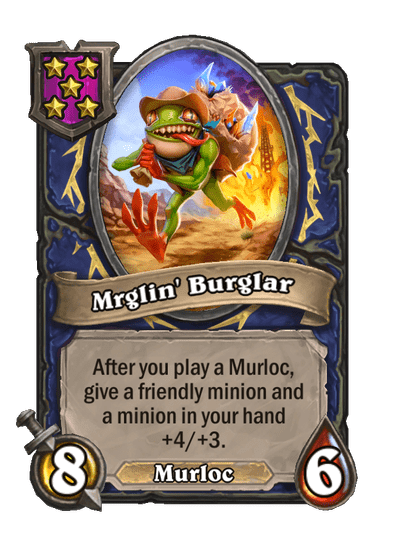 Mrglin' Burglar
After you play a Murloc,
give a friendly minion and
a minion in your hand
+4/+3.
Murloc
8
6